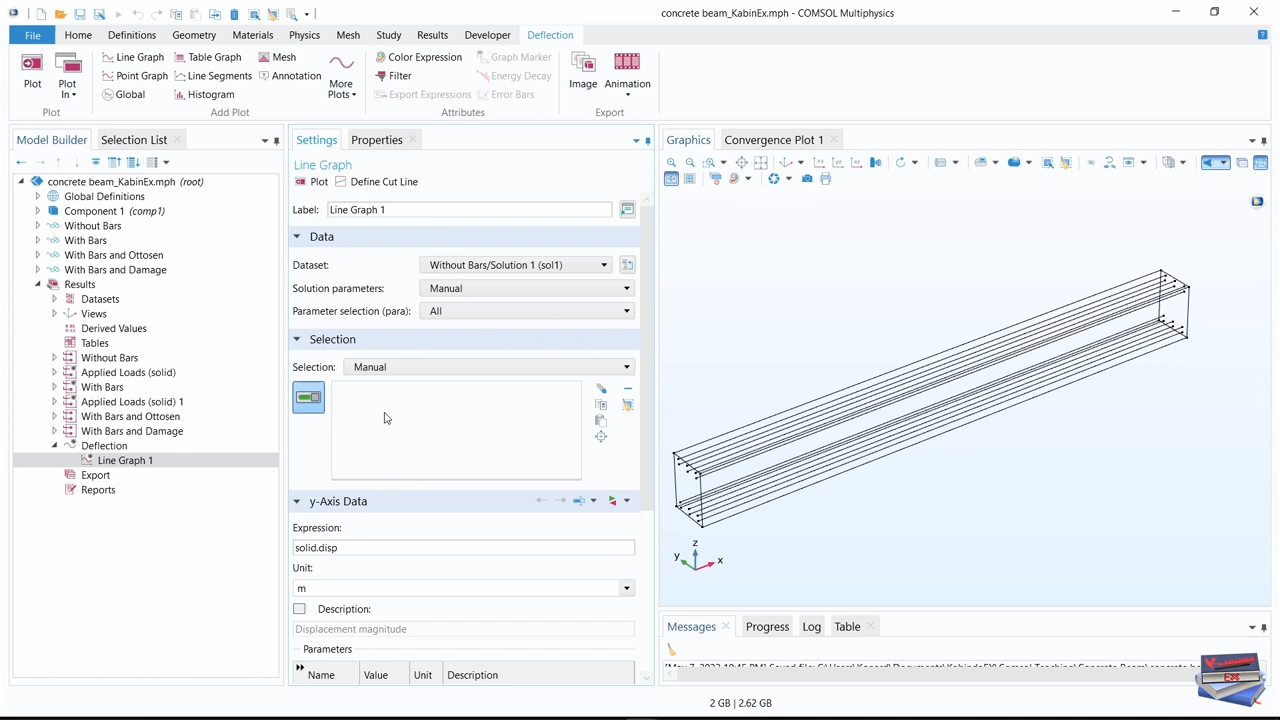 concrete beam_KabinEx.mph - COMSOL Multiphysics
File Home Definitions Geometry Materials Physics Mesh Study Results Developer Deflection
Line Graph Table Graph Mesh Color Expression Graph Marker
Point Graph Line Segments Annotation Filter Energy Decay
Plot Plot In Global Histogram More Plots Export Expressions Error Bars Image Animation
Plot Add Plot Attributes Export
Model Builder Selection List
concrete beam_KabinEx.mph (root)
Global Definitions
Component 1 (comp1)
Without Bars
With Bars
With Bars and Ottosen
With Bars and Damage
Results
Datasets
Views
Derived Values
Tables
Without Bars
Applied Loads (solid)
With Bars
Applied Loads (solid) 1
With Bars and Ottosen
With Bars and Damage
Deflection
Line Graph 1
Export
Reports
Settings Properties
Line Graph
Plot Define Cut Line
Label: Line Graph 1
Data
Dataset: Without Bars/Solution 1 (sol1)
Solution parameters: Manual
Parameter selection (para): All
Selection
Selection: Manual
y-Axis Data
Expression:
solid.disp
Unit:
m
Description:
Displacement magnitude
Parameters
Name Value Unit Description
Graphics Convergence Plot 1
z
y
x
Messages Progress Log Table
2 GB | 2.62 GB